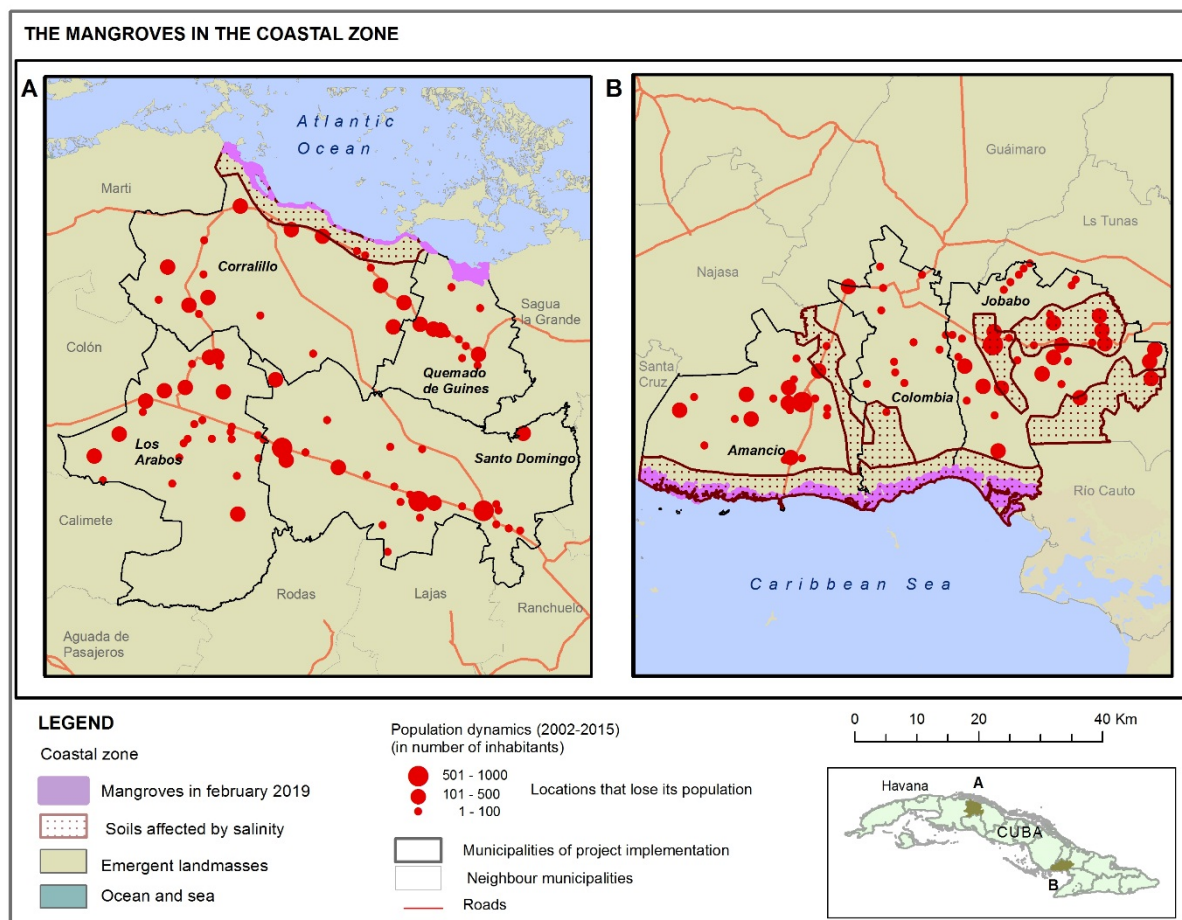 THE MANGROVES IN THE COASTAL ZONE
A
Atlantic
Ocean
Marti
Corralillo
Sagua
la Grande
Colón
Quemado
de Guines
Los
Arabos
Santo Domingo
Calimete
Rodas
Lajas
Ranchuelo
Aguada de
Pasajeros
B
Guáimaro
Ls Tunas
Najasa
Jobabo
Santa
Cruz
Colombia
Amancio
Río Cauto
Caribbean Sea
LEGEND
Coastal zone
Mangroves in february 2019
Soils affected by salinity
Emergent landmasses
Ocean and sea
Population dynamics (2002-2015)
(in number of inhabitants)
501 - 1000
101 - 500
1 - 100
Locations that lose its population
Municipalities of project implementation
Neighbour municipalities
Roads
0 10 20 40 Km
Havana
A
CUBA
B